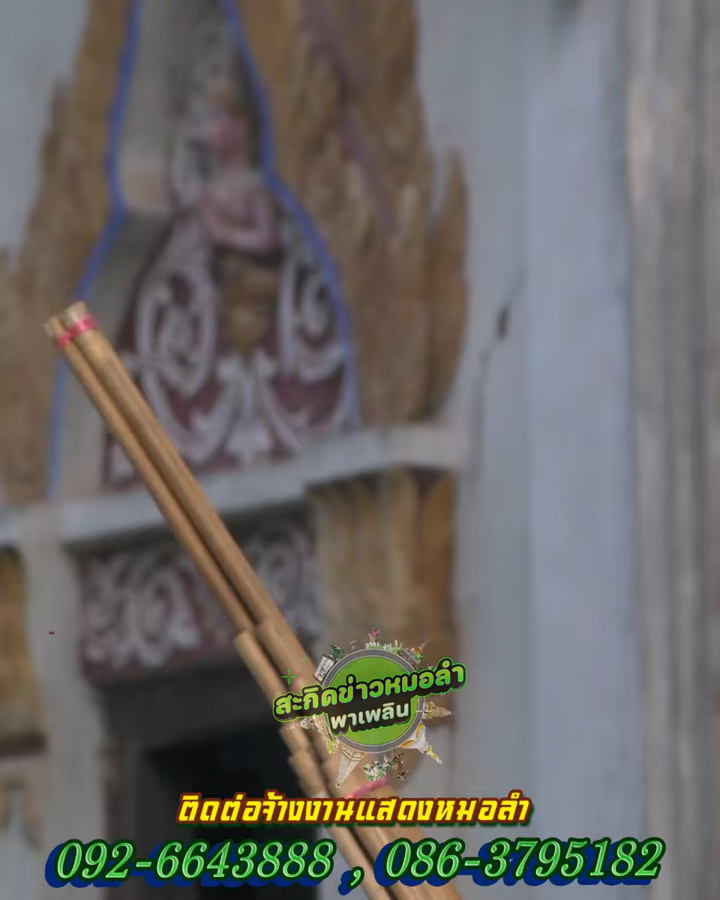 สะกิดข่าวหมอลำ
พาเพลิน
ติดต่อจ้างงานแสดงหมอลำ
092-6643888 , 086-3795182